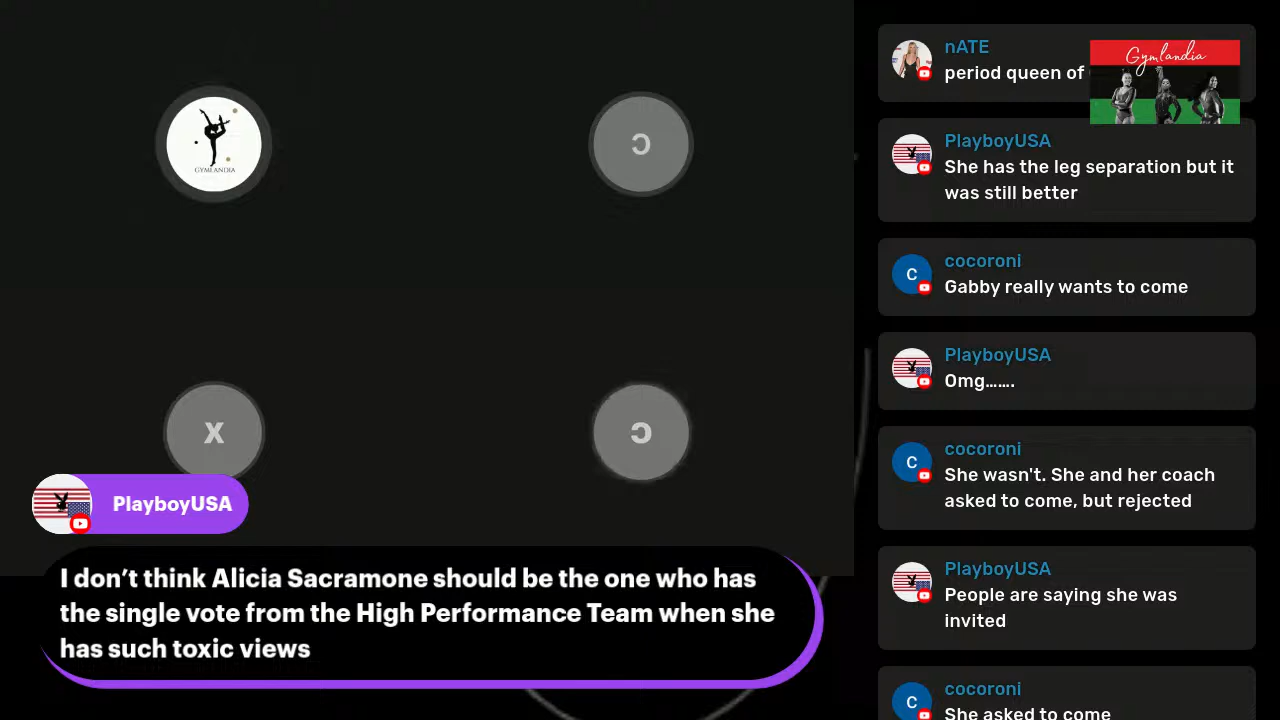 GYMLANDIA
C
X
C
PlayboyUSA
I don't think Alicia Sacramone should be the one who has
the single vote from the High Performance Team when she
has such toxic views
nATE
period queen of
Gymlandia
PlayboyUSA
She has the leg separation but it
was still better
C
cocoroni
Gabby really wants to come
PlayboyUSA
Omg.......
C
cocoroni
She wasn't. She and her coach
asked to come, but rejected
PlayboyUSA
People are saying she was
invited
C
cocoroni
She asked to come